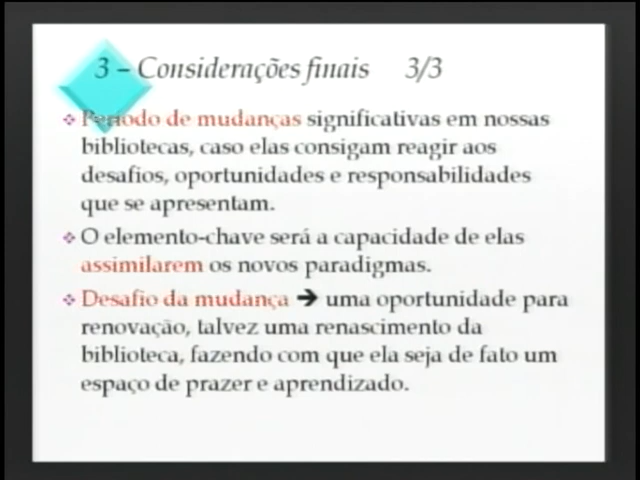 3 – Considerações finais 3/3
Período de mudanças significativas em nossas
bibliotecas, caso elas consigam reagir aos
desafios, oportunidades e responsabilidades
que se apresentam.
O elemento-chave será a capacidade de elas
assimilarem os novos paradigmas.
Desafio da mudança ➔ uma oportunidade para
renovação, talvez uma renascimento da
biblioteca, fazendo com que ela seja de fato um
espaço de prazer e aprendizado.